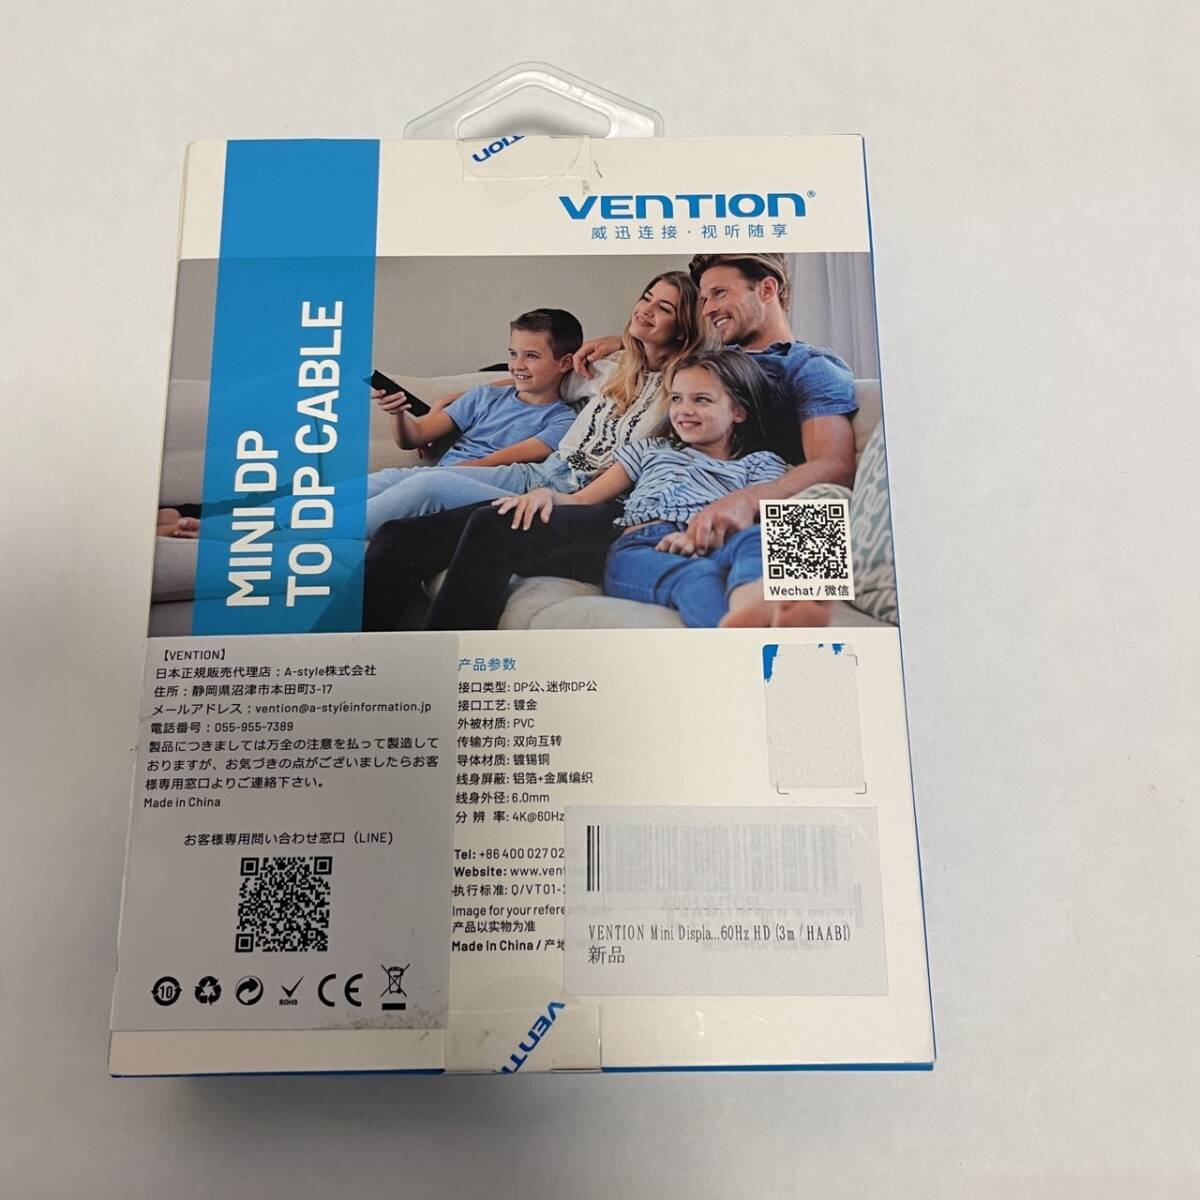 VENTION
VENTION®
威迅连接·视听随享
MINI DP
TO DP CABLE
Wechat / 微信
【VENTION】
日本正規販売代理店：A-style株式会社
住所：静岡県沼津市本田町3-17
メールアドレス：vention@a-styleinformation.jp
電話番号：055-955-7389
製品につきましては万全の注意を払って製造して
おりますが、お気づきの点がございましたらお客
様専用窓口よりご連絡下さい。
Made in China
お客様専用問い合わせ窓口（LINE）
10
ROHS
CE
产品参数
接口类型: DP公、迷你DP公
接口工艺: 镀金
外被材质: PVC
传输方向: 双向互转
导体材质: 镀锡铜
线身屏蔽: 铝箔+金属编织
线身外径: 6.0mm
分 辨 率: 4K@60Hz
Tel: +86 400 027 02
Website: www.vent
执行标准: Q/VT01-
Image for your refere
产品以实物为准
Made in China / 产地
VENTION Mini Displa...60Hz HD (3m / HAABI)
新品
VENT